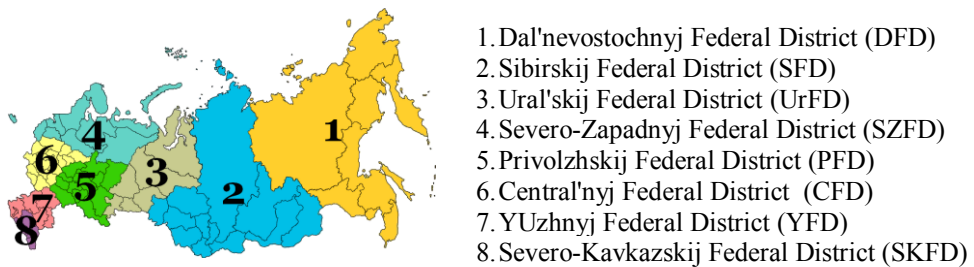 1
2
3
4
5
6
7
8
1. Dal'nevostochnyj Federal District (DFD)
2. Sibirskij Federal District (SFD)
3. Ural'skij Federal District (UrFD)
4. Severo-Zapadnyj Federal District (SZFD)
5. Privolzhskij Federal District (PFD)
6. Central'nyj Federal District (CFD)
7. YUzhnyj Federal District (YFD)
8. Severo-Kavkazskij Federal District (SKFD)